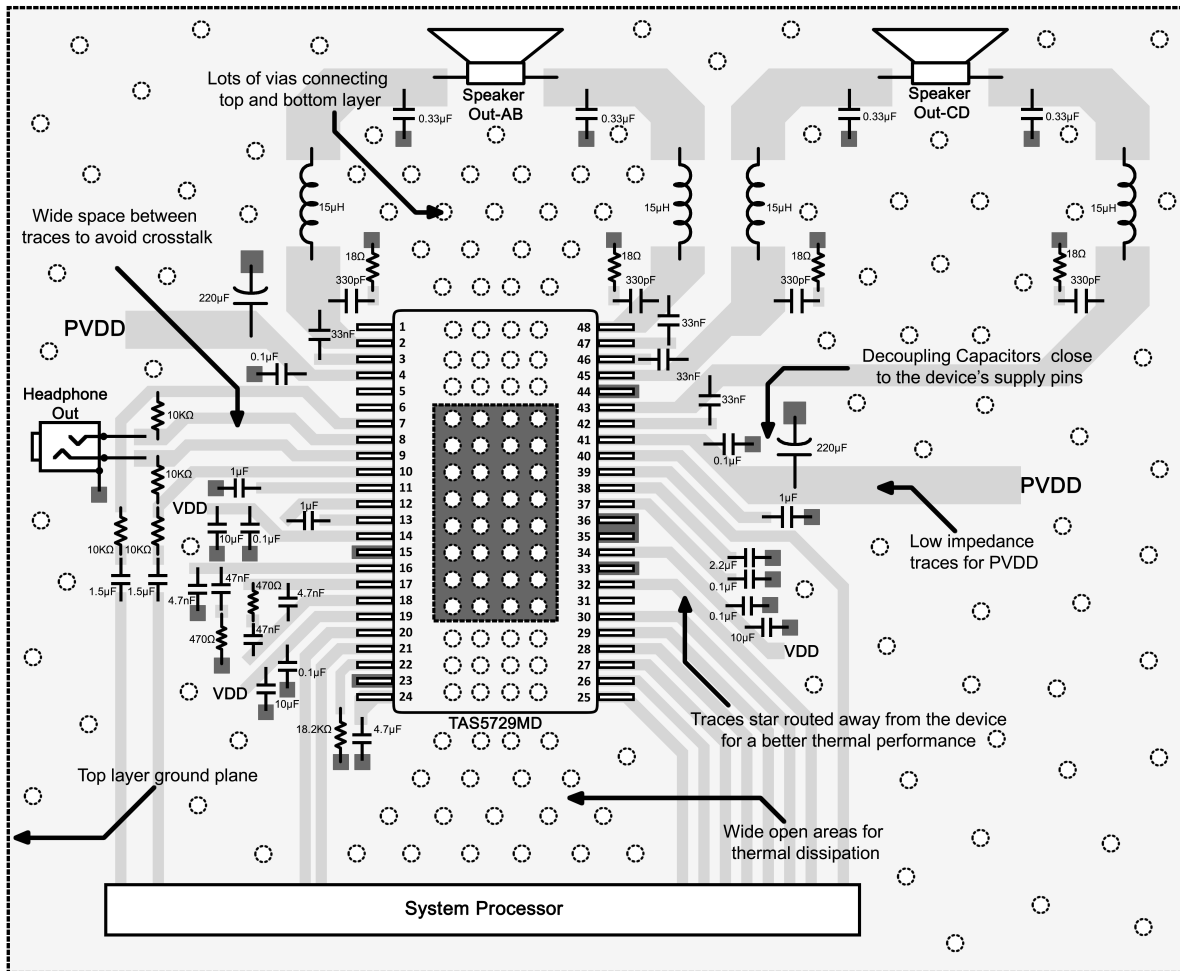 Lots of vias connecting
top and bottom layer
Speaker
Out-AB
Speaker
Out-CD
0.33µF
0.33µF
0.33µF
0.33µF
15µH
15µH
15µH
15µH
Wide space between
traces to avoid crosstalk
18Ω
18Ω
18Ω
18Ω
330pF
330pF
330pF
330pF
220µF
PVDD
33nF
33nF
33nF
33nF
0.1µF
Decoupling Capacitors close
to the device's supply pins
Headphone
Out
10KΩ
10KΩ
1µF
VDD
1µF
10µF
0.1µF
10KΩ
10KΩ
1.5µF
1.5µF
4.7nF
47nF
470Ω
4.7nF
470Ω
47nF
0.1µF
VDD
10µF
18.2KΩ
4.7µF
1
2
3
4
5
6
7
8
9
10
11
12
13
14
15
16
17
18
19
20
21
22
23
24
48
47
46
45
44
43
42
41
40
39
38
37
36
35
34
33
32
31
30
29
28
27
26
25
TAS5729MD
0.1µF
220µF
PVDD
1µF
Low impedance
traces for PVDD
2.2µF
0.1µF
0.1µF
10µF
VDD
Traces star routed away from the device
for a better thermal performance
Top layer ground plane
Wide open areas for
thermal dissipation
System Processor